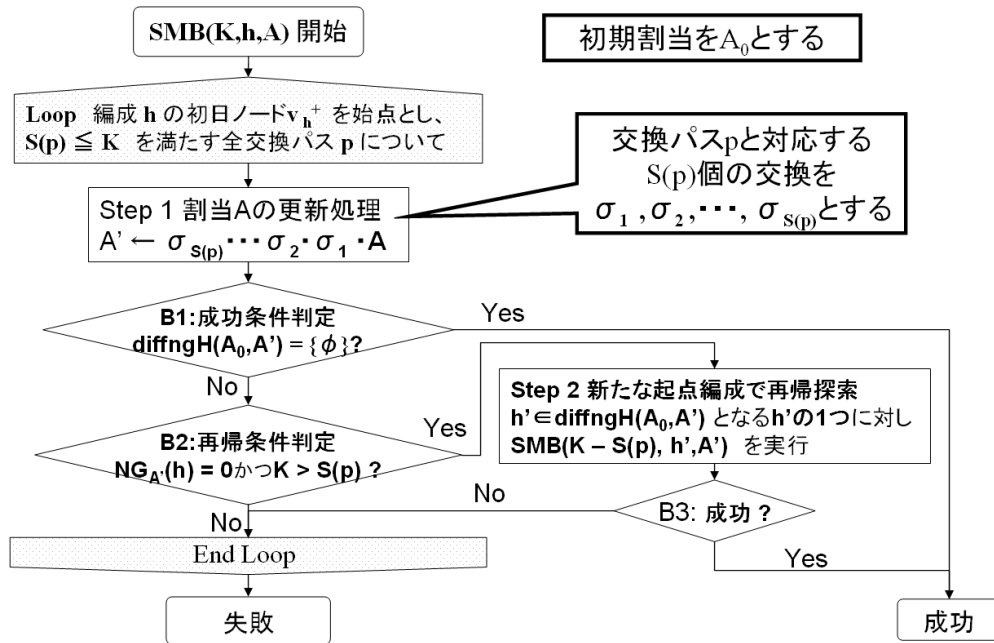 SMB(K,h,A) 開始
初期割当をA₀とする
Loop 編成 h の初日ノードvₕ⁺ を始点とし、
S(p) ≦ K を満たす全交換パス p について
交換パスpと対応する
S(p)個の交換を
σ₁ ,σ₂,･･･, σS(p)とする
Step 1 割当Aの更新処理
A’ ← σS(p)･･･σ₂･σ₁･A
B1:成功条件判定
diffngH(A₀,A’) = {φ}?
Yes
No
Step 2 新たな起点編成で再帰探索
h’∈diffngH(A₀,A’) となるh’の1つに対し
SMB(K – S(p), h’,A’) を実行
B2:再帰条件判定
NGA’(h) = 0かつK > S(p) ?
Yes
No
B3: 成功 ?
No
Yes
End Loop
失敗
成功